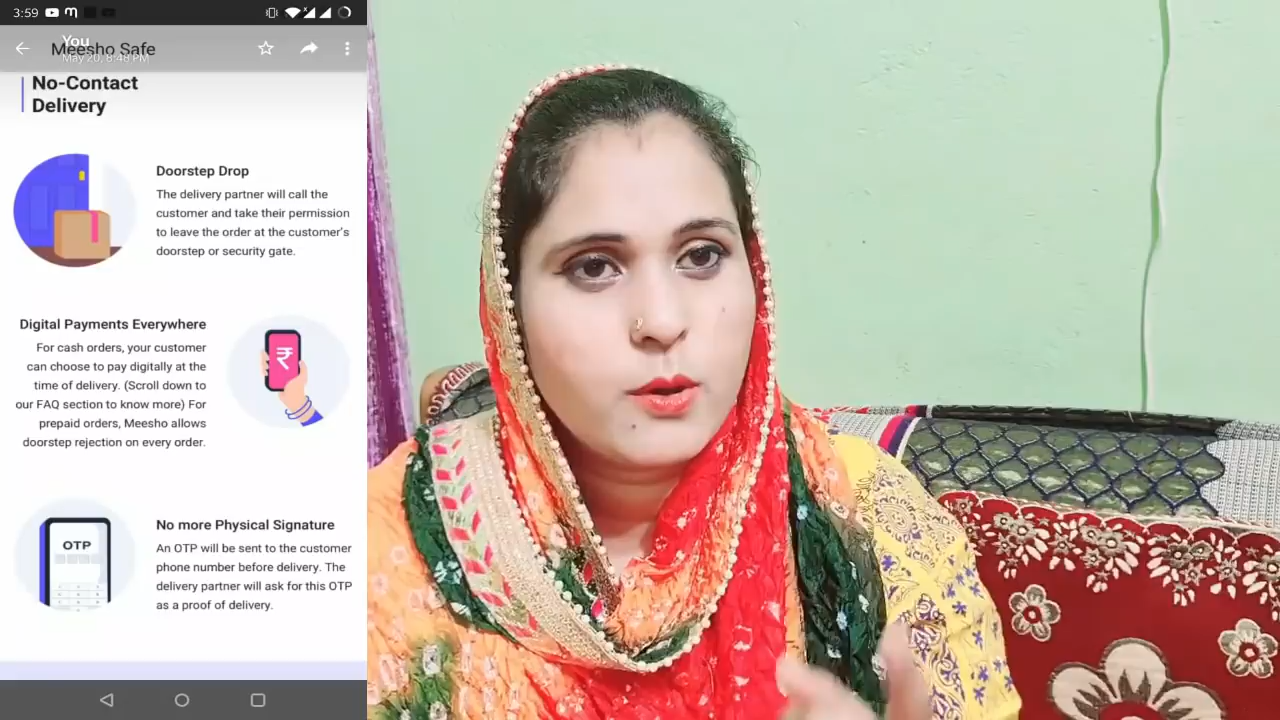 3:59
You
Meesho Safe
May 20, 8:48 PM
No-Contact
Delivery
Doorstep Drop
The delivery partner will call the
customer and take their permission
to leave the order at the customer's
doorstep or security gate.
Digital Payments Everywhere
For cash orders, your customer
can choose to pay digitally at the
time of delivery. (Scroll down to
our FAQ section to know more) For
prepaid orders, Meesho allows
doorstep rejection on every order.
No more Physical Signature
OTP
An OTP will be sent to the customer
phone number before delivery. The
delivery partner will ask for this OTP
as a proof of delivery.